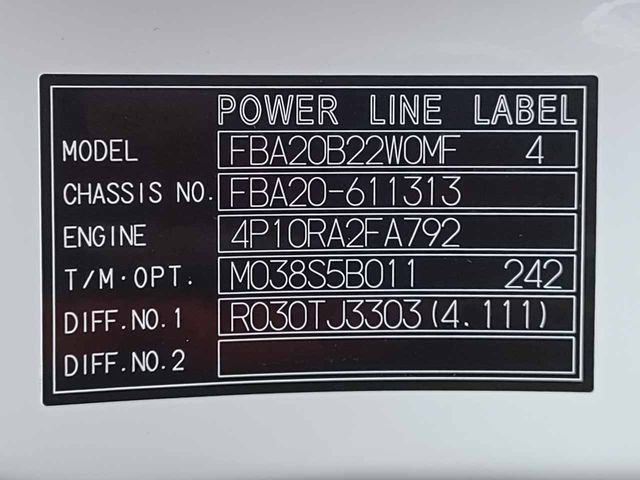 POWER LINE LABEL
MODEL FBA20B22W0MF 4
CHASSIS NO. FBA20-611313
ENGINE 4P10RA2FA792
T/M·OPT. M038S5B011 242
DIFF.NO.1 R030TJ3303(4.111)
DIFF.NO.2